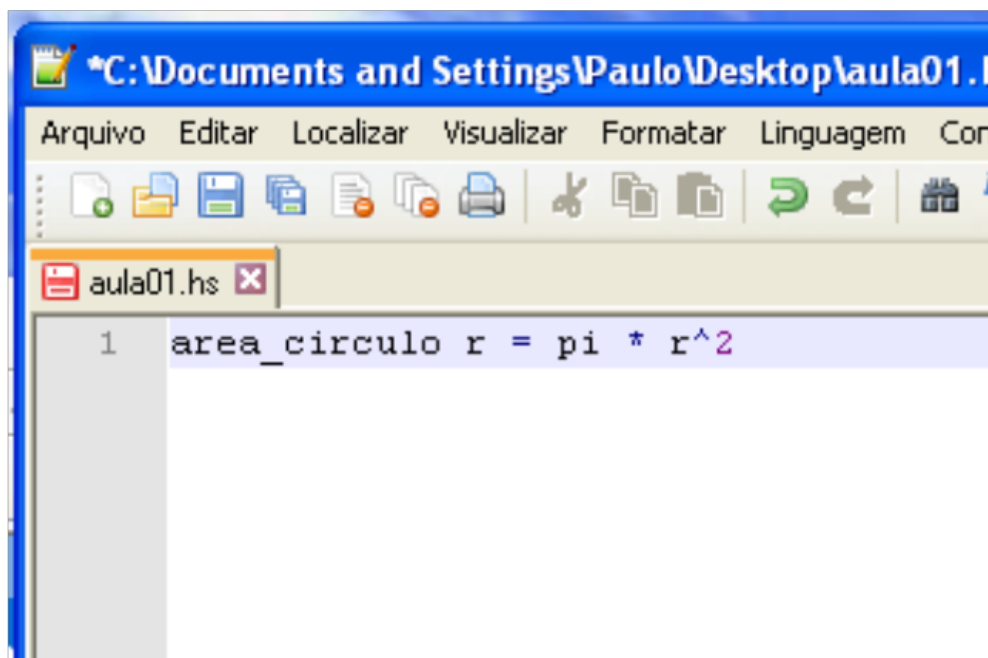 *C:\Documents and Settings\Paulo\Desktop\aula01.
Arquivo Editar Localizar Visualizar Formatar Linguagem
aula01.hs
1 area_circulo r = pi * r^2